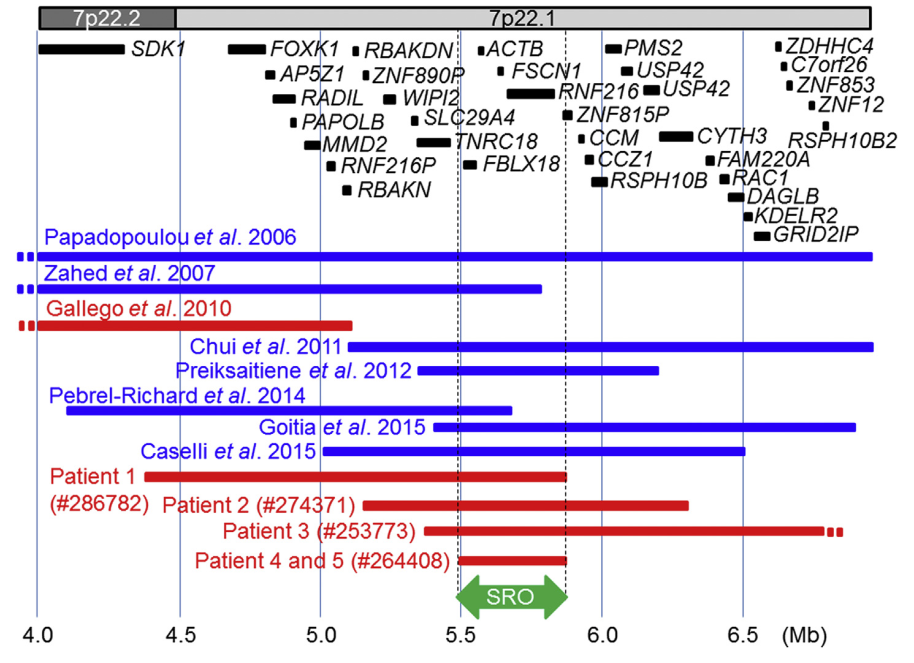 7p22.2 7p22.1
SDK1 FOXK1 RBAKDN ACTB PMS2 ZDHHC4
AP5Z1 ZNF890P FSCN1 USP42 C7orf26
RADIL WIPI2 RNF216 USP42 ZNF853
PAPOLB SLC29A4 ZNF815P ZNF12
MMD2 TNRC18 CCM CYTH3 RSPH10B2
RNF216P FBLX18 CCZ1 FAM220A
RBAKN RSPH10B RAC1
DAGLB
KDELR2
GRID2IP
Papadopoulou et al. 2006
Zahed et al. 2007
Gallego et al. 2010
Chui et al. 2011
Preiksaitiene et al. 2012
Pebrel-Richard et al. 2014
Goitia et al. 2015
Caselli et al. 2015
Patient 1
(#286782) Patient 2 (#274371)
Patient 3 (#253773)
Patient 4 and 5 (#264408)
SRO
4.0 4.5 5.0 5.5 6.0 6.5 (Mb)